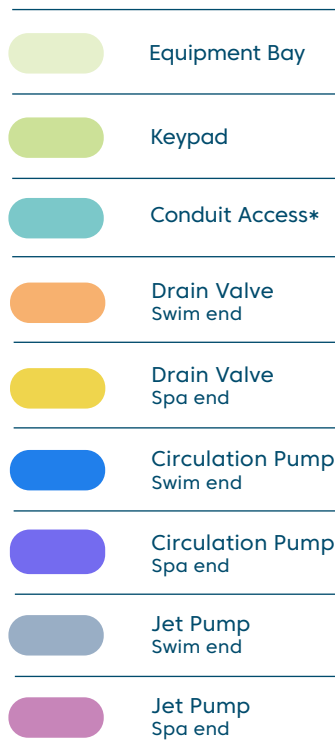 Equipment Bay
Keypad
Conduit Access*
Drain Valve
Swim end
Drain Valve
Spa end
Circulation Pump
Swim end
Circulation Pump
Spa end
Jet Pump
Swim end
Jet Pump
Spa end